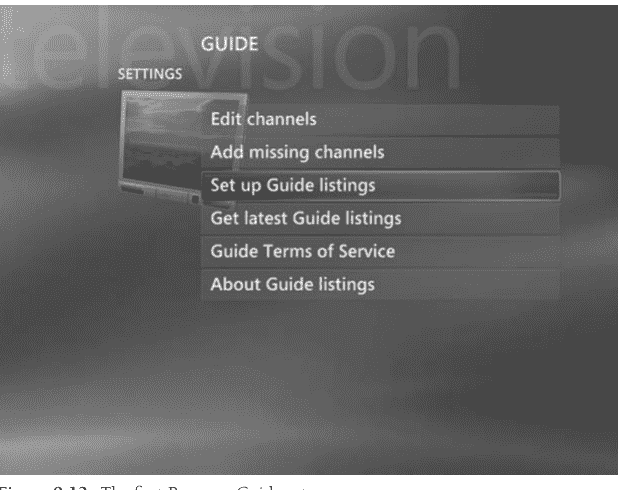 television
GUIDE
SETTINGS
Edit channels
Add missing channels
Set up Guide listings
Get latest Guide listings
Guide Terms of Service
About Guide listings